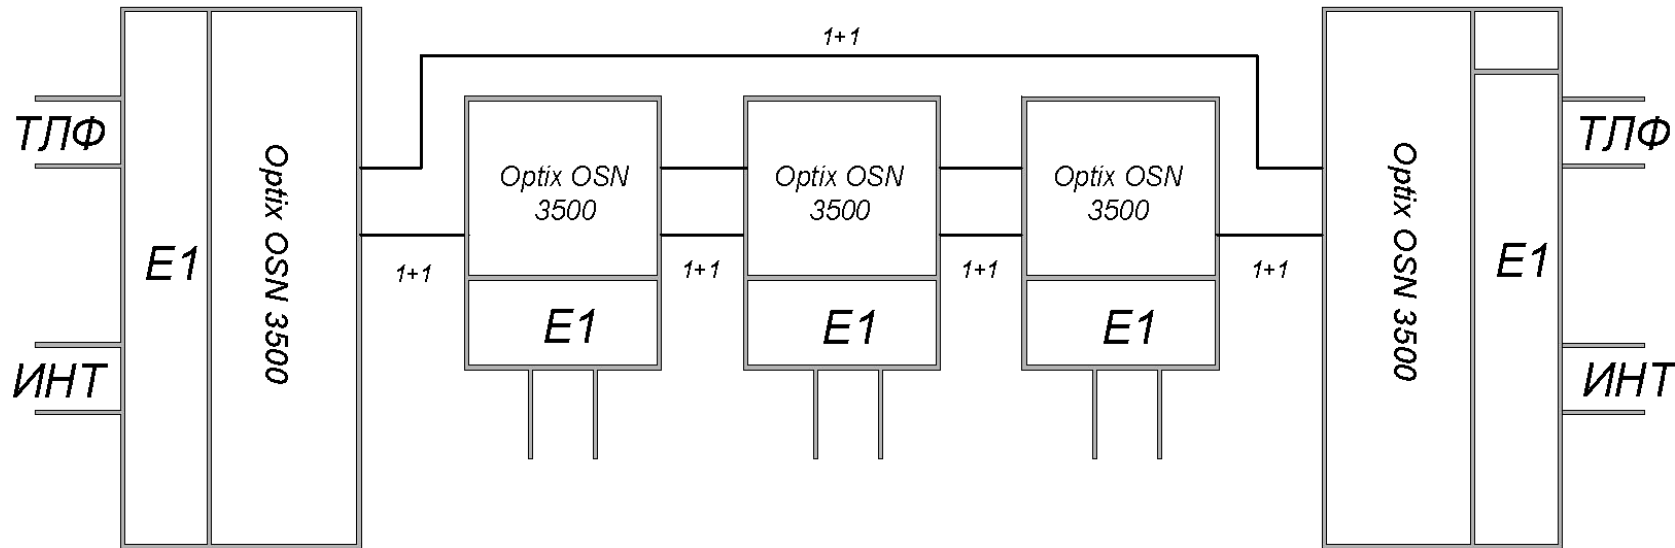 1+1
ТЛФ
ИНТ
E1
Optix OSN 3500
1+1
Optix OSN
3500
E1
1+1
Optix OSN
3500
E1
1+1
Optix OSN
3500
E1
1+1
Optix OSN 3500
E1
ТЛФ
ИНТ